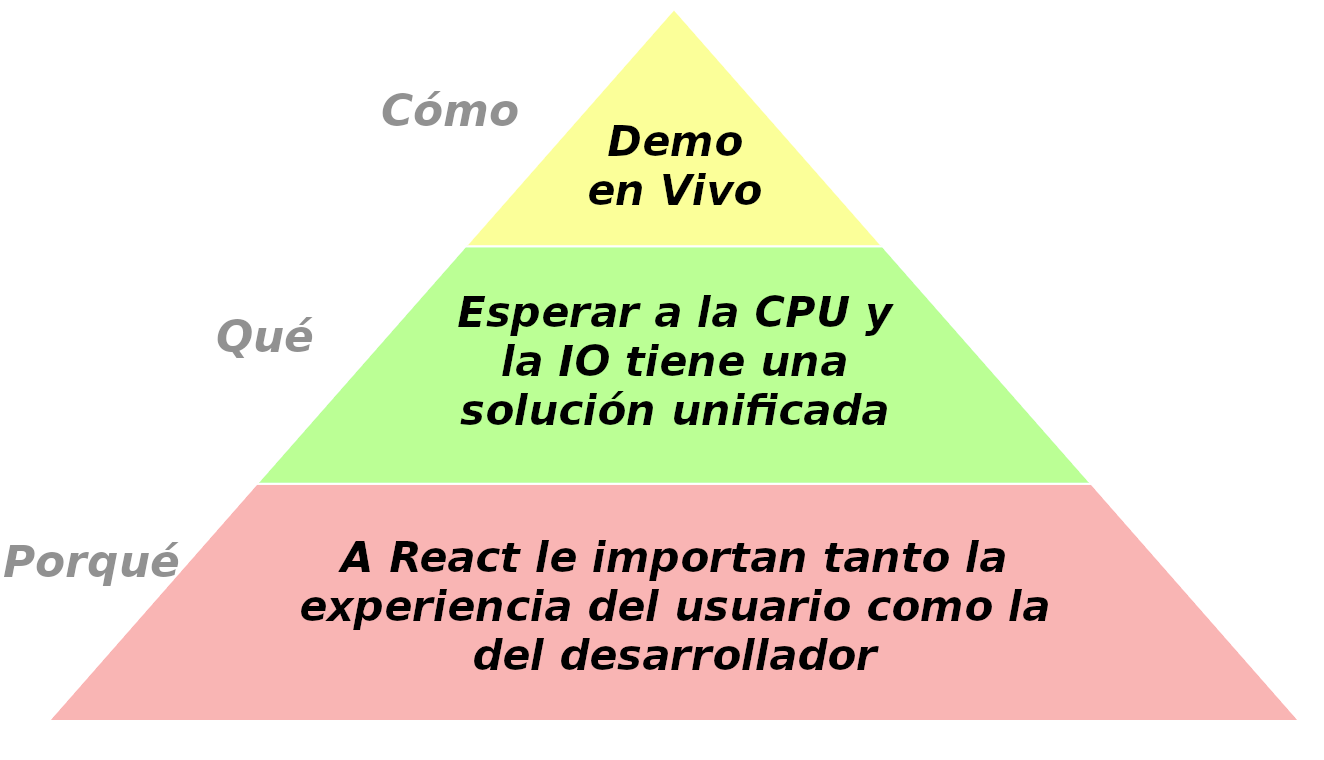 Cómo
Demo
en Vivo
Qué
Esperar a la CPU y
la IO tiene una
solución unificada
Porqué
A React le importan tanto la
experiencia del usuario como la
del desarrollador